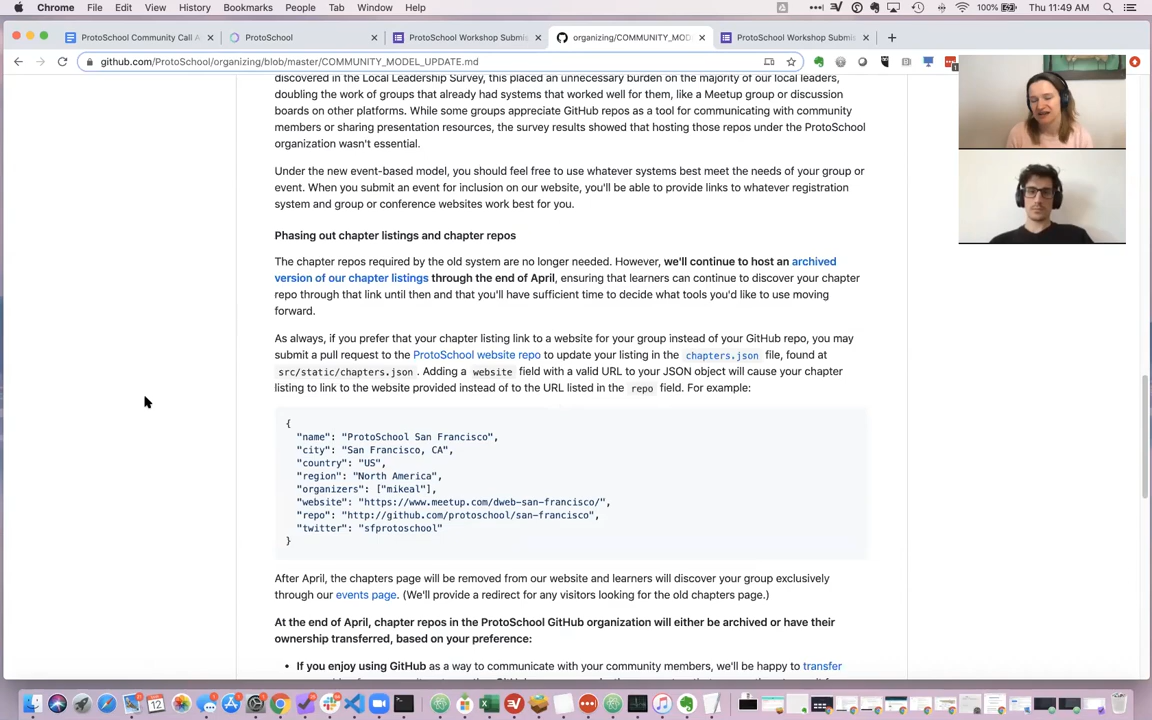 Chrome File Edit View History Bookmarks People Tab Window Help 100% Thu 11:49 AM
ProtoSchool Community Call A ProtoSchool ProtoSchool Workshop Submis organizing/COMMUNITY_MOD ProtoSchool Workshop Submiss
github.com/ProtoSchool/organizing/blob/master/COMMUNITY_MODEL_UPDATE.md
discovered in the Local Leadership Survey, this placed an unnecessary burden on the majority of our local leaders,
doubling the work of groups that already had systems that worked well for them, like a Meetup group or discussion
boards on other platforms. While some groups appreciate GitHub repos as a tool for communicating with community
members or sharing presentation resources, the survey results showed that hosting those repos under the ProtoSchool
organization wasn't essential.
Under the new event-based model, you should feel free to use whatever systems best meet the needs of your group or
event. When you submit an event for inclusion on our website, you'll be able to provide links to whatever registration
system and group or conference websites work best for you.
Phasing out chapter listings and chapter repos
The chapter repos required by the old system are no longer needed. However, we'll continue to host an archived
version of our chapter listings through the end of April, ensuring that learners can continue to discover your chapter
repo through that link until then and that you'll have sufficient time to decide what tools you'd like to use moving
forward.
As always, if you prefer that your chapter listing link to a website for your group instead of your GitHub repo, you may
submit a pull request to the ProtoSchool website repo to update your listing in the chapters.json file, found at
src/static/chapters.json. Adding a website field with a valid URL to your JSON object will cause your chapter
listing to link to the website provided instead of to the URL listed in the repo field. For example:
{
"name": "ProtoSchool San Francisco",
"city": "San Francisco, CA",
"country": "US",
"region": "North America",
"organizers": ["mikeal"],
"website": "https://www.meetup.com/dweb-san-francisco/",
"repo": "http://github.com/protoschool/san-francisco",
"twitter": "sfprotoschool"
}
After April, the chapters page will be removed from our website and learners will discover your group exclusively
through our events page. (We'll provide a redirect for any visitors looking for the old chapters page.)
At the end of April, chapter repos in the ProtoSchool GitHub organization will either be archived or have their
ownership transferred, based on your preference:
• If you enjoy using GitHub as a way to communicate with your community members, we'll be happy to transfer